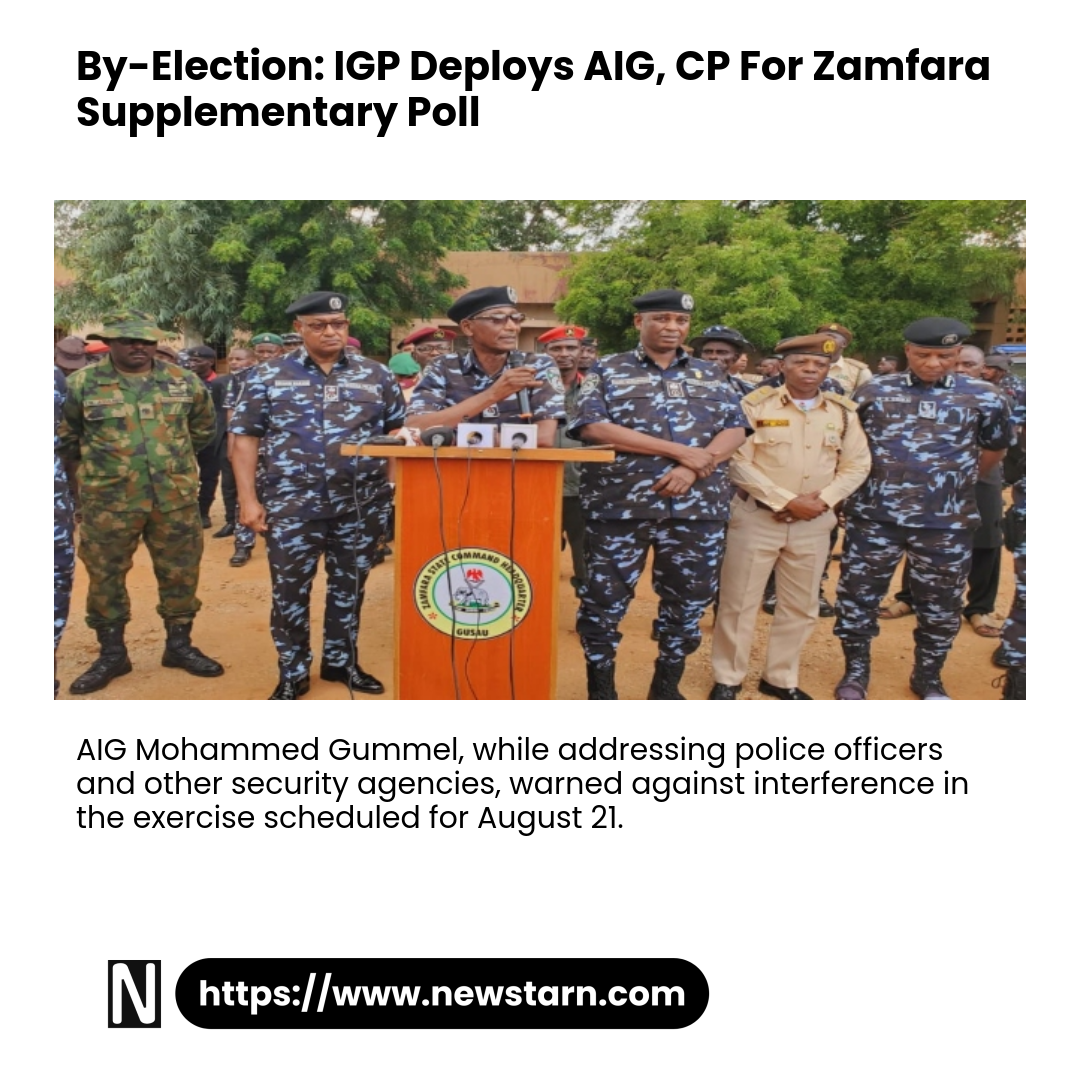 By-Election: IGP Deploys AIG, CP For Zamfara
Supplementary Poll
ZAMFARA STATE COMMAND HEADQUARTER
GUSAU
AIG Mohammed Gummel, while addressing police officers
and other security agencies, warned against interference in
the exercise scheduled for August 21.
N
https://www.newstarn.com